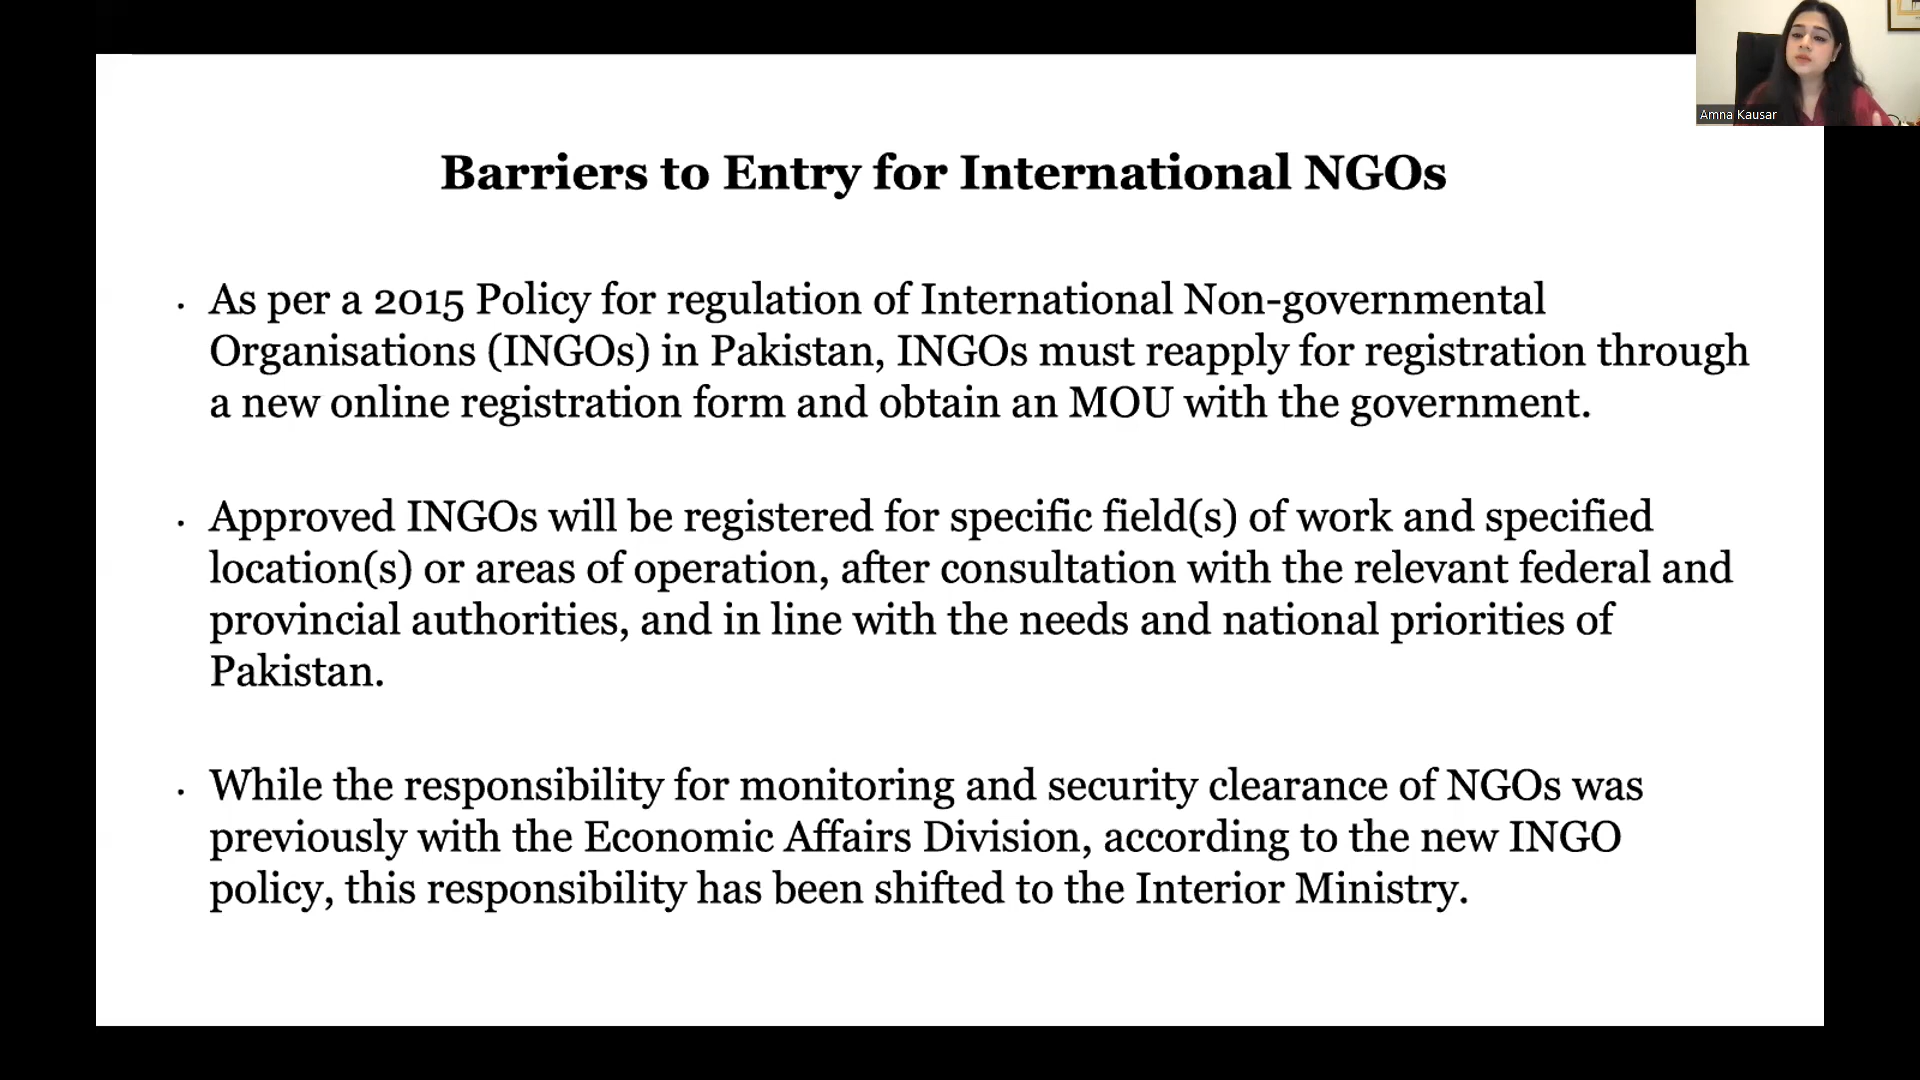 Amna Kausar
Barriers to Entry for International NGOs
· As per a 2015 Policy for regulation of International Non-governmental
Organisations (INGOs) in Pakistan, INGOs must reapply for registration through
a new online registration form and obtain an MOU with the government.
· Approved INGOs will be registered for specific field(s) of work and specified
location(s) or areas of operation, after consultation with the relevant federal and
provincial authorities, and in line with the needs and national priorities of
Pakistan.
· While the responsibility for monitoring and security clearance of NGOs was
previously with the Economic Affairs Division, according to the new INGO
policy, this responsibility has been shifted to the Interior Ministry.